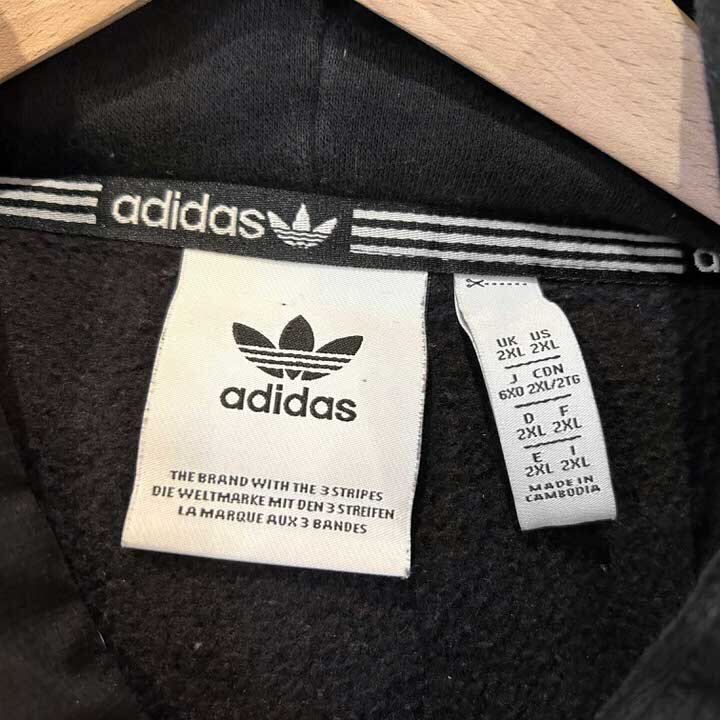 adidas
adidas
THE BRAND WITH THE 3 STRIPES
DIE WELTMARKE MIT DEN 3 STREIFEN
LA MARQUE AUX 3 BANDES
UK US
2XL 2XL
J CDN
6XO 2XL/2TG
D F
2XL 2XL
E I
2XL 2XL
MADE IN
CAMBODIA